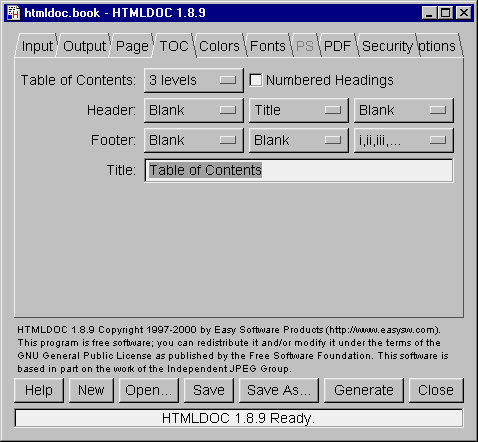 htmldoc.book - HTMLDOC 1.8.9
Input Output Page TOC Colors Fonts PS PDF Security ptions
Table of Contents: 3 levels Numbered Headings
Header: Blank Title Blank
Footer: Blank Blank i,ii,iii,...
Title: Table of Contents
HTMLDOC 1.8.9 Copyright 1997-2000 by Easy Software Products (http://www.easysw.com).
This program is free software; you can redistribute it and/or modify it under the terms of the
GNU General Public License as published by the Free Software Foundation. This software is
based in part on the work of the Independent JPEG Group.
Help New Open... Save Save As... Generate Close
HTMLDOC 1.8.9 Ready.